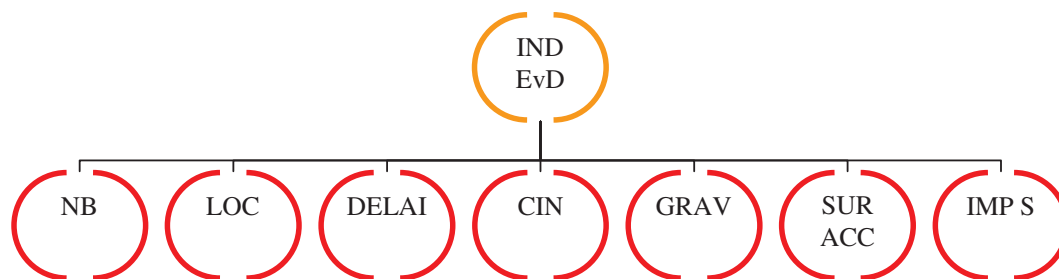 IND
EvD
NB
LOC
DELAI
CIN
GRAV
SUR
ACC
IMP S